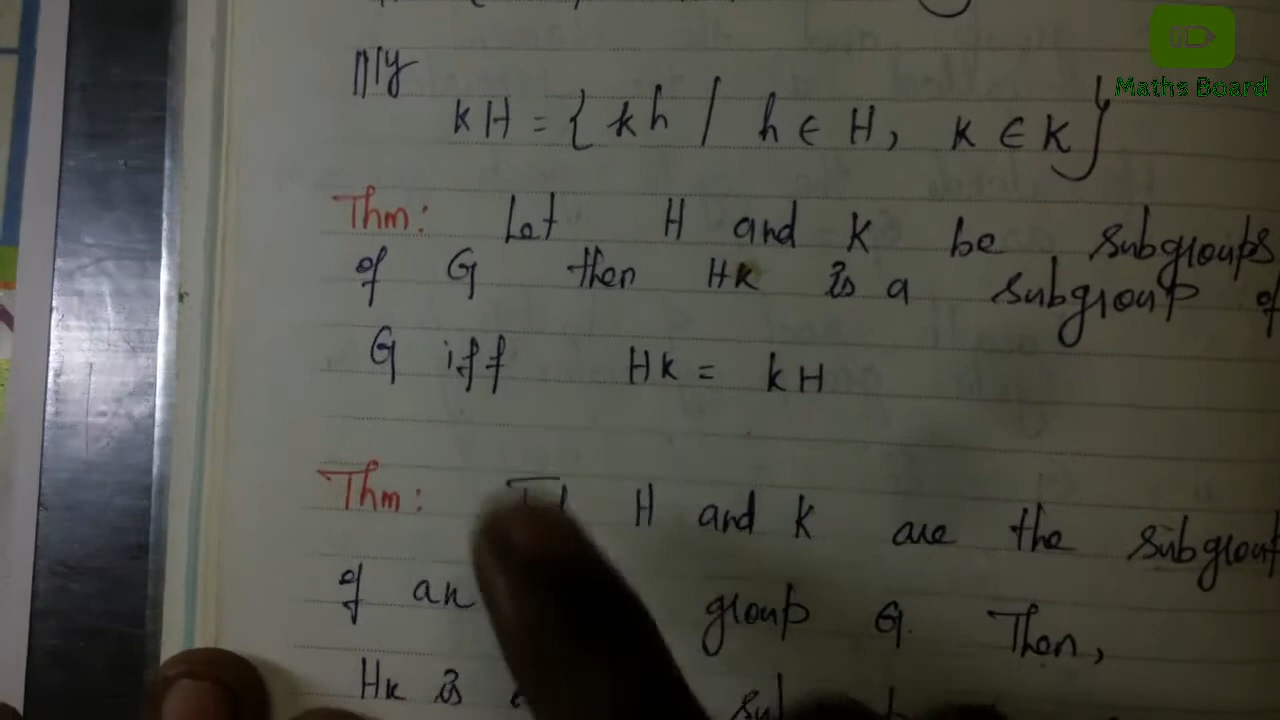 Maths Board
llly
KH = { kh / h ∈ H, K ∈ K }
Thm: Let H and K be subgroups
of G then HK is a subgroup of
G iff HK = KH
Thm: H and K are the subgroup
of an group G. Then,
HK is